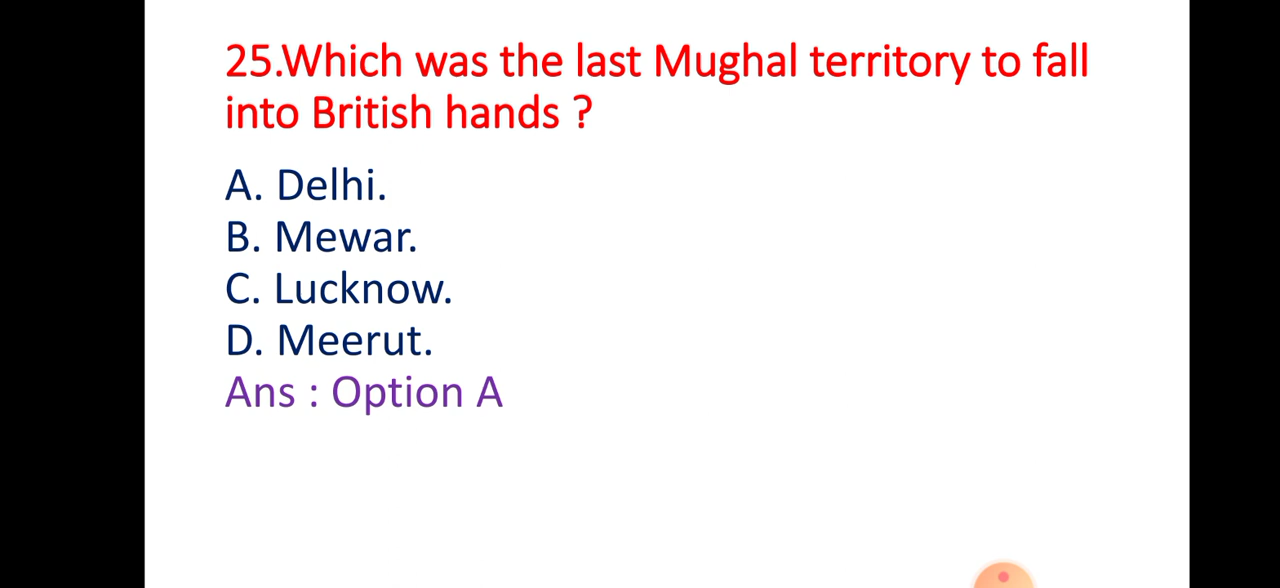 25.Which was the last Mughal territory to fall
into British hands ?
A. Delhi.
B. Mewar.
C. Lucknow.
D. Meerut.
Ans : Option A